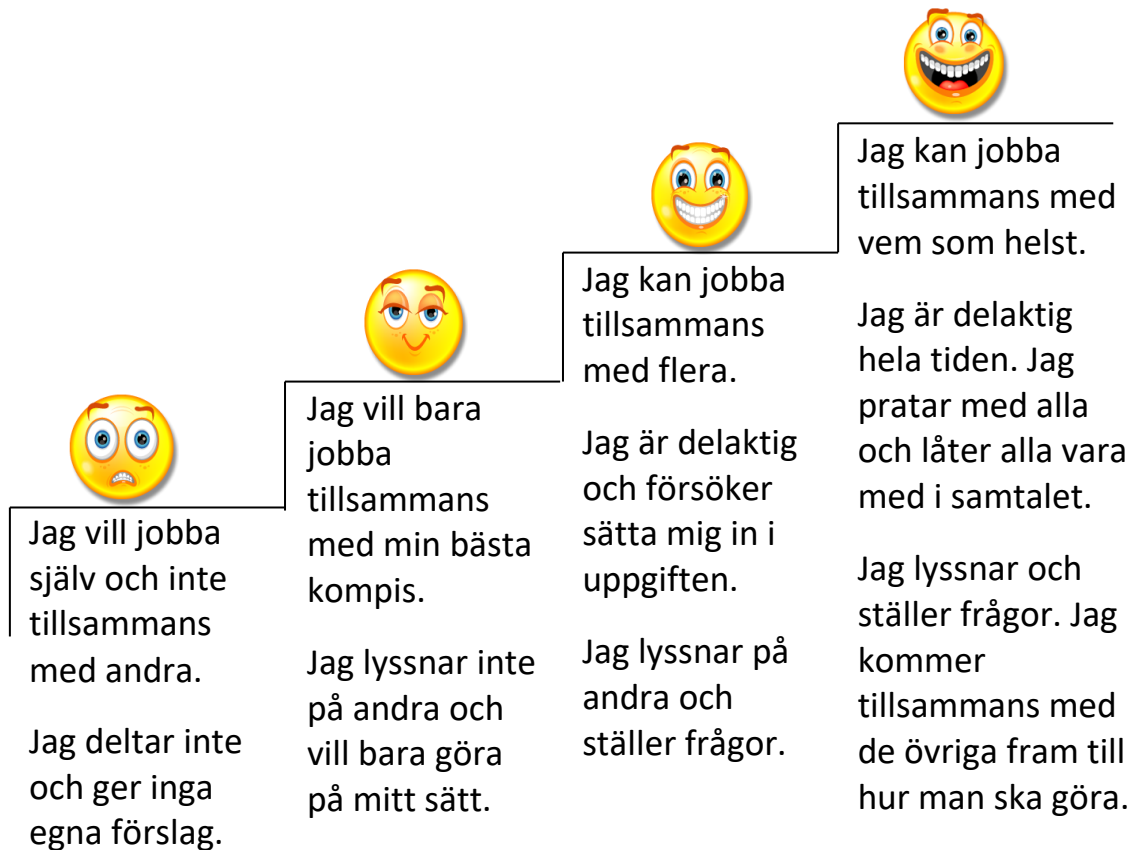 Jag vill jobba
själv och inte
tillsammans
med andra.
Jag deltar inte
och ger inga
egna förslag.
Jag vill bara
jobba
tillsammans
med min bästa
kompis.
Jag lyssnar inte
på andra och
vill bara göra
på mitt sätt.
Jag kan jobba
tillsammans
med flera.
Jag är delaktig
och försöker
sätta mig in i
uppgiften.
Jag lyssnar på
andra och
ställer frågor.
Jag kan jobba
tillsammans med
vem som helst.
Jag är delaktig
hela tiden. Jag
pratar med alla
och låter alla vara
med i samtalet.
Jag lyssnar och
ställer frågor. Jag
kommer
tillsammans med
de övriga fram till
hur man ska göra.